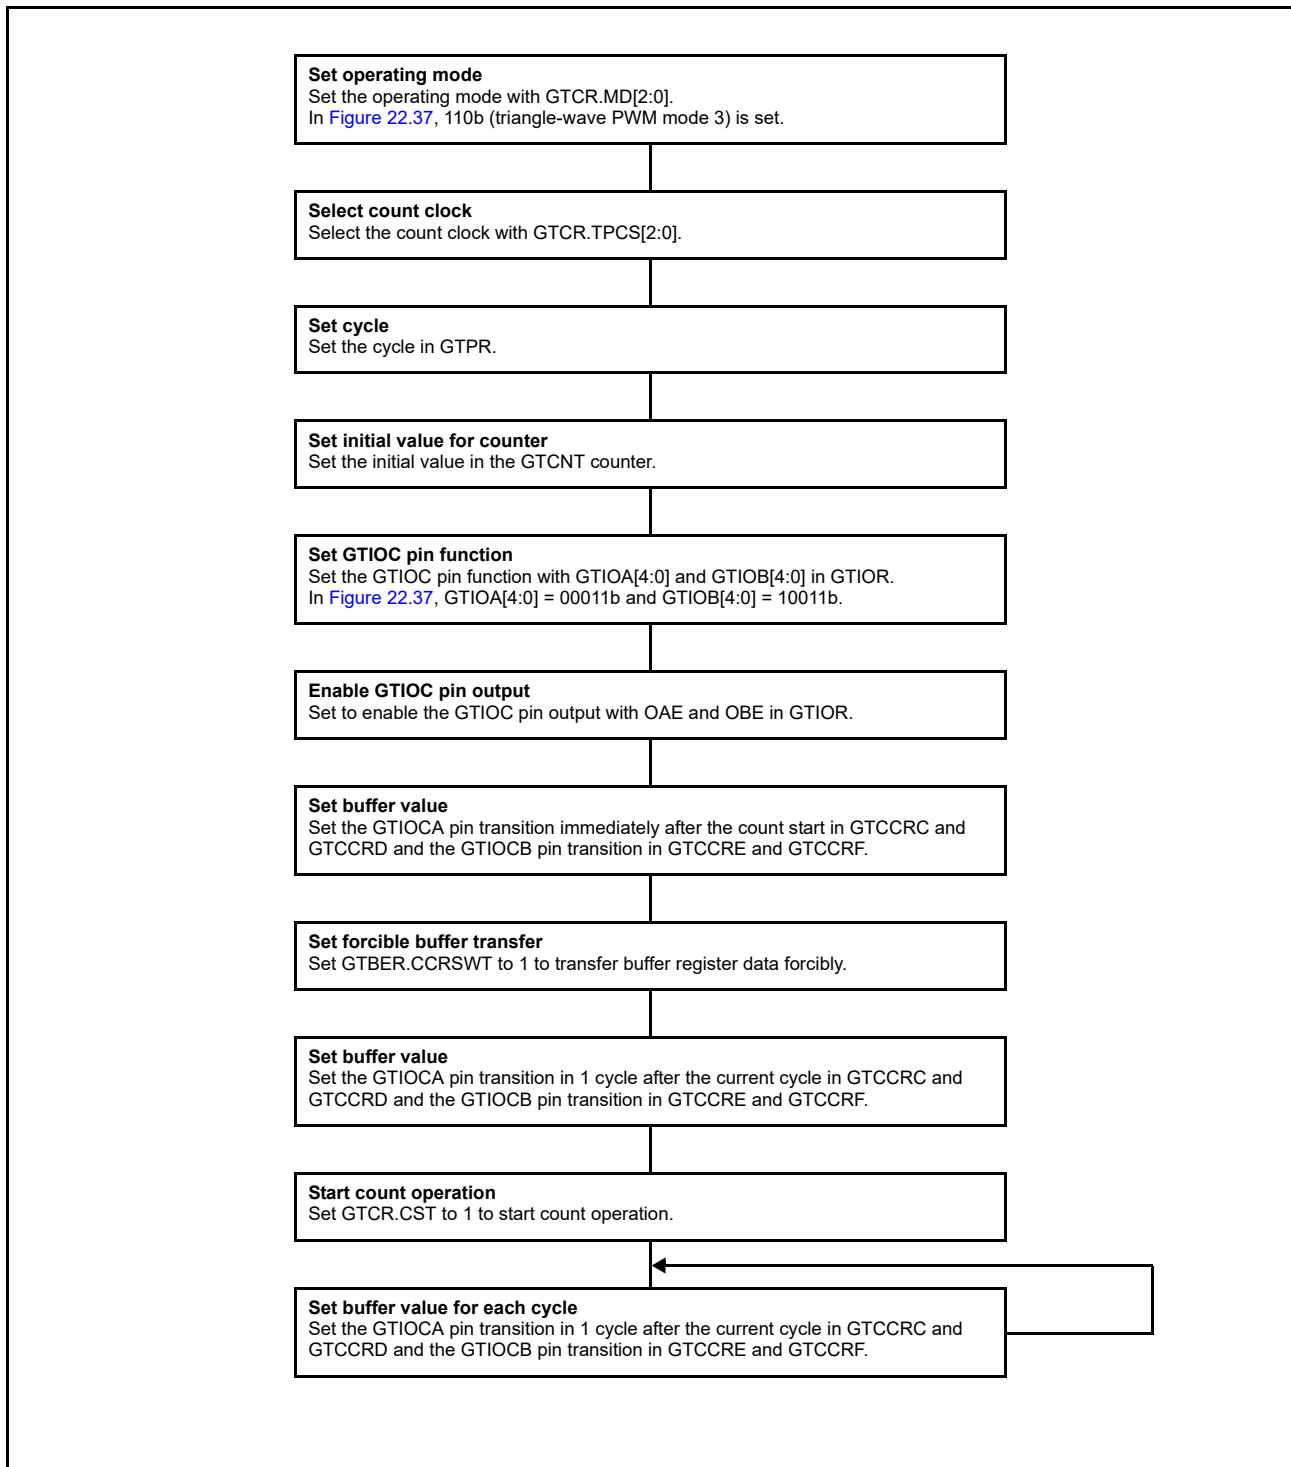 Set operating mode
Set the operating mode with GTCR.MD[2:0].
In Figure 22.37, 110b (triangle-wave PWM mode 3) is set.
Select count clock
Select the count clock with GTCR.TPCS[2:0].
Set cycle
Set the cycle in GTPR.
Set initial value for counter
Set the initial value in the GTCNT counter.
Set GTIOC pin function
Set the GTIOC pin function with GTIOA[4:0] and GTIOB[4:0] in GTIOR.
In Figure 22.37, GTIOA[4:0] = 00011b and GTIOB[4:0] = 10011b.
Enable GTIOC pin output
Set to enable the GTIOC pin output with OAE and OBE in GTIOR.
Set buffer value
Set the GTIOCA pin transition immediately after the count start in GTCCRC and
GTCCRD and the GTIOCB pin transition in GTCCRE and GTCCRF.
Set forcible buffer transfer
Set GTBER.CCRSWT to 1 to transfer buffer register data forcibly.
Set buffer value
Set the GTIOCA pin transition in 1 cycle after the current cycle in GTCCRC and
GTCCRD and the GTIOCB pin transition in GTCCRE and GTCCRF.
Start count operation
Set GTCR.CST to 1 to start count operation.
Set buffer value for each cycle
Set the GTIOCA pin transition in 1 cycle after the current cycle in GTCCRC and
GTCCRD and the GTIOCB pin transition in GTCCRE and GTCCRF.